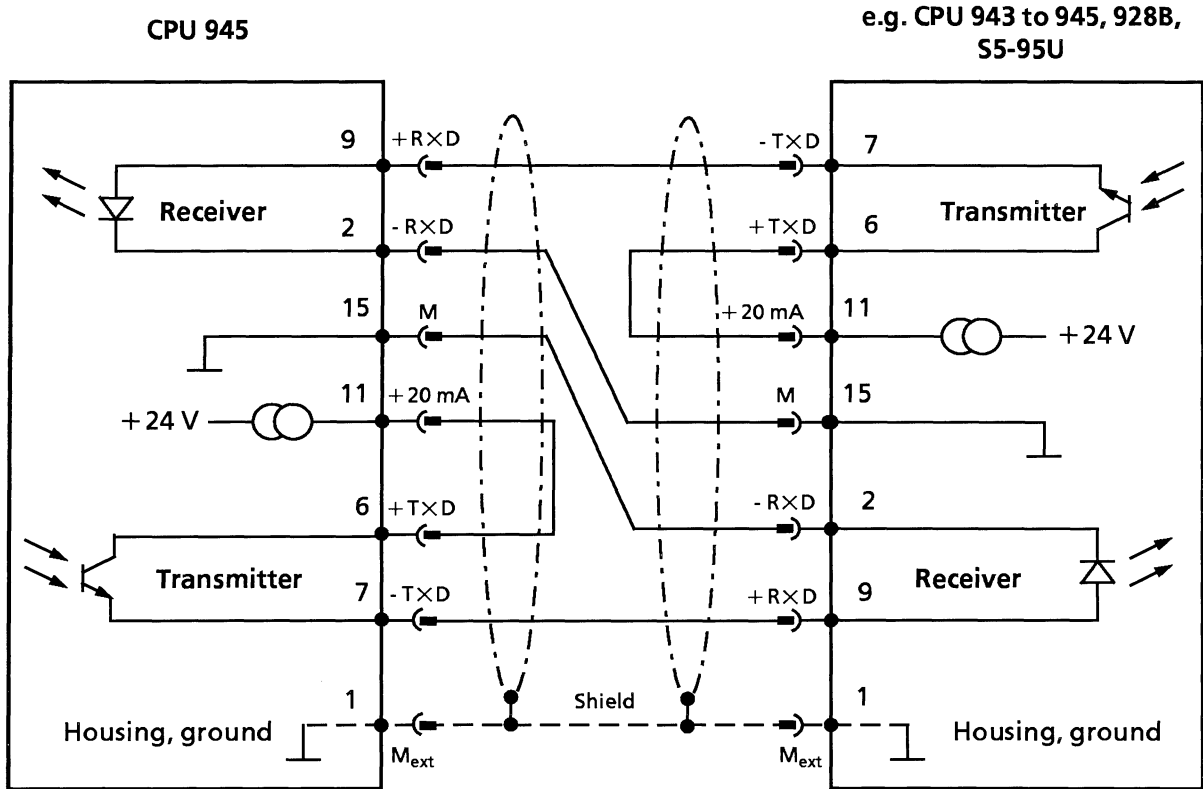 CPU 945
e.g. CPU 943 to 945, 928B,
S5-95U
9 +R×D
-T×D 7
Receiver
Transmitter
2 -R×D
+T×D 6
15 M
+20 mA 11
+24 V
11 +20 mA
+24 V
M 15
6 +T×D
-R×D 2
Transmitter
Receiver
7 -T×D
+R×D 9
1
Shield
1
Housing, ground
Housing, ground
Mext
Mext